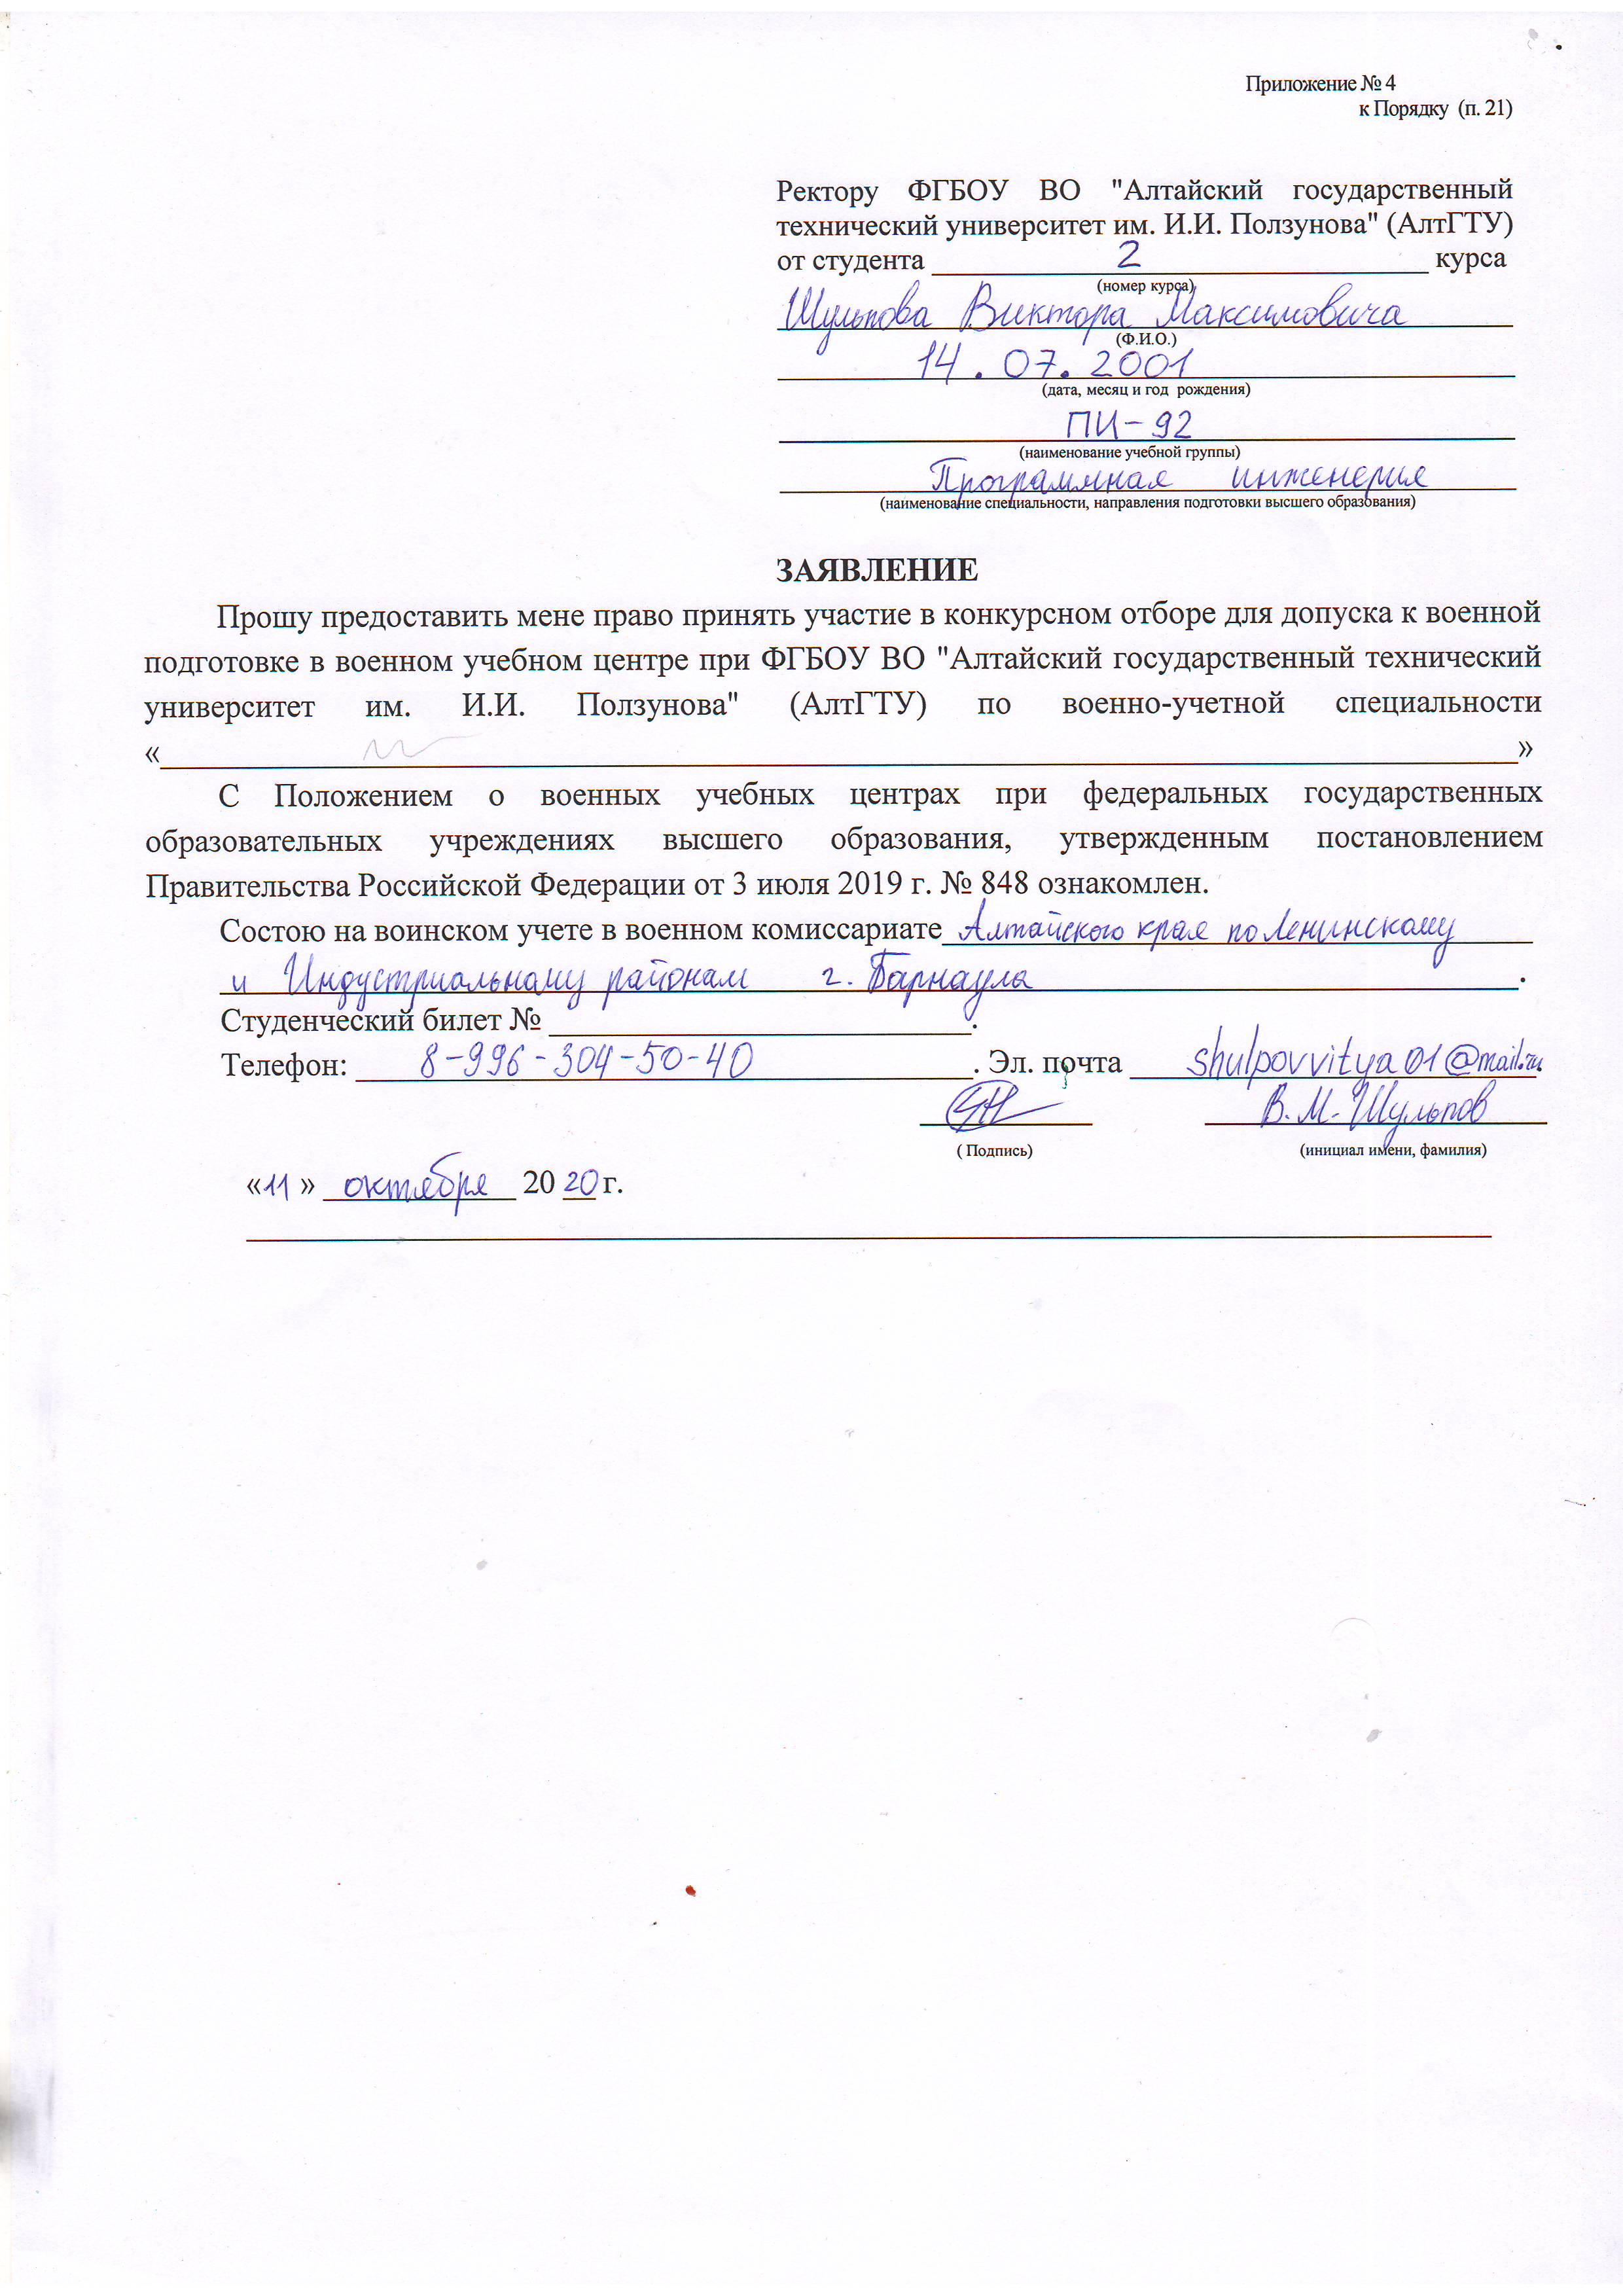 Приложение № 4
к Порядку (п. 21)
Ректору ФГБОУ ВО "Алтайский государственный
технический университет им. И.И. Ползунова" (АлтГТУ)
от студента 2 курса
(номер курса)
Шульпова Виктора Максимовича
(Ф.И.О.)
14.07.2001
(дата, месяц и год рождения)
ПИ-92
(наименование учебной группы)
Программная инженерия
(наименование специальности, направления подготовки высшего образования)
ЗАЯВЛЕНИЕ
Прошу предоставить мене право принять участие в конкурсном отборе для допуска к военной
подготовке в военном учебном центре при ФГБОУ ВО "Алтайский государственный технический
университет им. И.И. Ползунова" (АлтГТУ) по военно-учетной специальности
« »
С Положением о военных учебных центрах при федеральных государственных
образовательных учреждениях высшего образования, утвержденным постановлением
Правительства Российской Федерации от 3 июля 2019 г. № 848 ознакомлен.
Состою на воинском учете в военном комиссариате Алтайского края по Ленинскому
и Индустриальному районам г. Барнаула.
Студенческий билет № .
Телефон: 8-996-304-50-40. Эл. почта shulpovvitya01@mail.ru.
В.М. Шульпов
( Подпись) (инициал имени, фамилия)
«11» октября 2020 г.